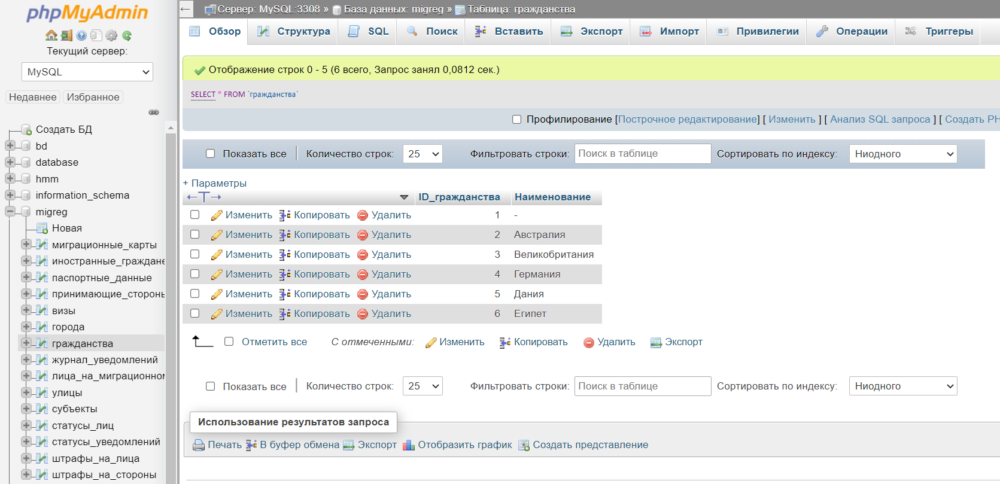 phpMyAdmin
Текущий сервер:
MySQL
Недавнее Избранное
Создать БД
bd
database
hmm
information_schema
migreg
Новая
миграционные_карты
иностранные_граждане
паспортные_данные
принимающие_стороны
визы
города
гражданства
журнал_уведомлений
лица_на_миграционном
улицы
субъекты
статусы_лиц
статусы_уведомлений
штрафы_на_лица
штрафы_на_стороны
Сервер: MySQL:3308 » База данных: migreg » Таблица: гражданства
Обзор Структура SQL Поиск Вставить Экспорт Импорт Привилегии Операции Триггеры
Отображение строк 0 - 5 (6 всего, Запрос занял 0,0812 сек.)
SELECT * FROM `гражданства`
Профилирование [Построчное редактирование] [ Изменить ] [ Анализ SQL запроса ] [ Создать PH
Показать все Количество строк: 25 Фильтровать строки: Поиск в таблице Сортировать по индексу: Ниодного
+ Параметры
←T→ ID_гражданства Наименование
Изменить Копировать Удалить 1 -
Изменить Копировать Удалить 2 Австралия
Изменить Копировать Удалить 3 Великобритания
Изменить Копировать Удалить 4 Германия
Изменить Копировать Удалить 5 Дания
Изменить Копировать Удалить 6 Египет
Отметить все С отмеченными: Изменить Копировать Удалить Экспорт
Показать все Количество строк: 25 Фильтровать строки: Поиск в таблице Сортировать по индексу: Ниодного
Использование результатов запроса
Печать В буфер обмена Экспорт Отобразить график Создать представление